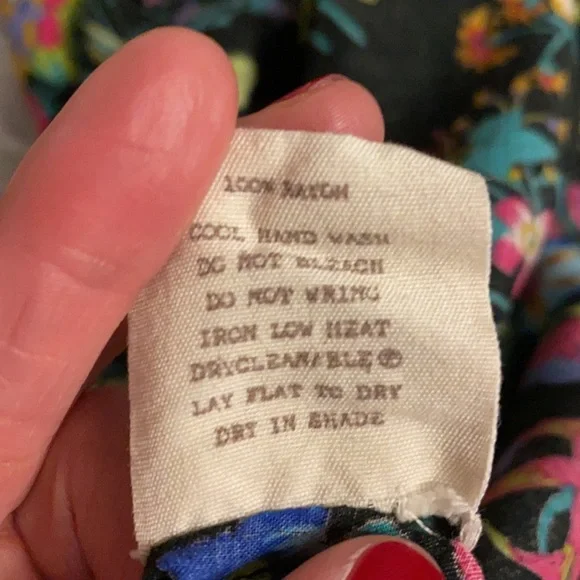 100% RAYON
COOL HAND WASH
DO NOT BLEACH
DO NOT WRING
IRON LOW HEAT
DRYCLEANABLE Ⓟ
LAY FLAT TO DRY
DRY IN SHADE